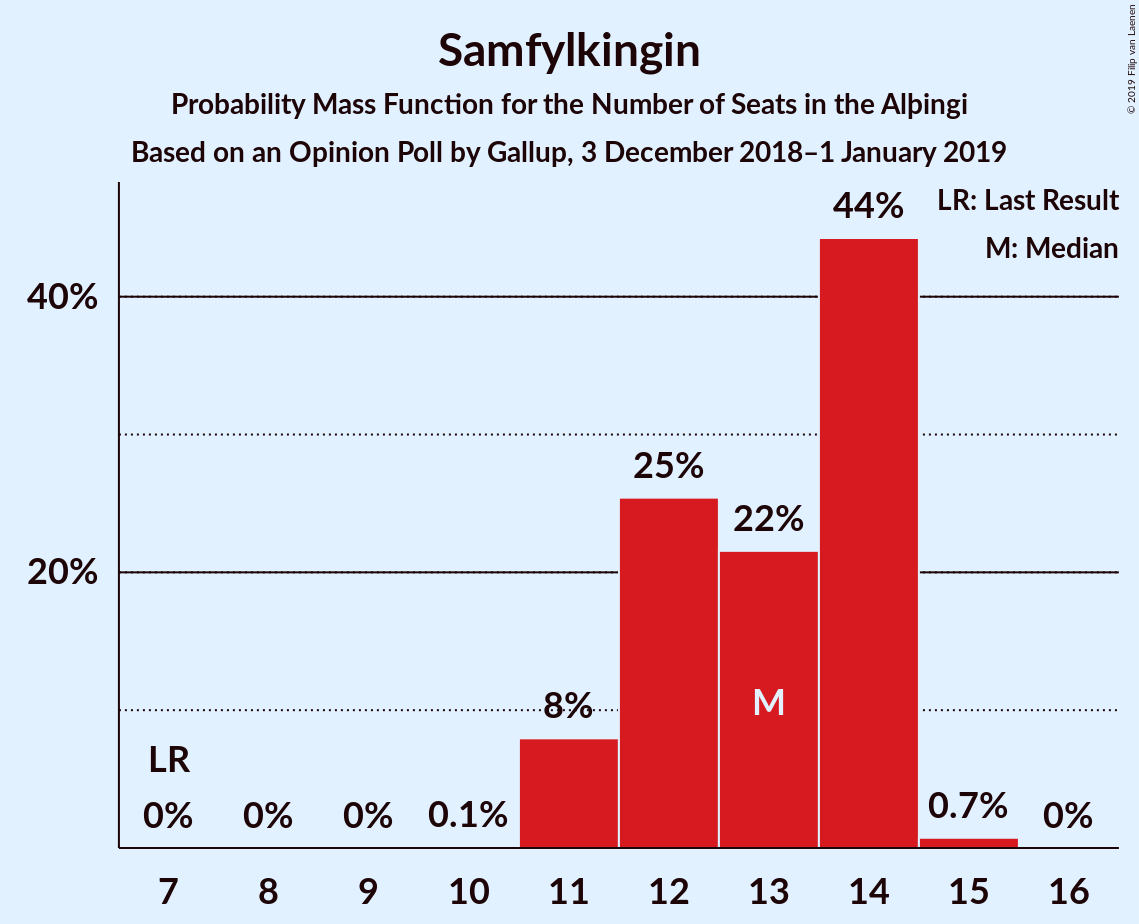 Samfylkingin
Probability Mass Function for the Number of Seats in the Alþingi
Based on an Opinion Poll by Gallup, 3 December 2018–1 January 2019
© 2019 Filip van Laenen
LR: Last Result
M: Median
40%
20%
LR
0%
0%
0%
0.1%
8%
25%
22%
M
44%
0.7%
0%
7 8 9 10 11 12 13 14 15 16